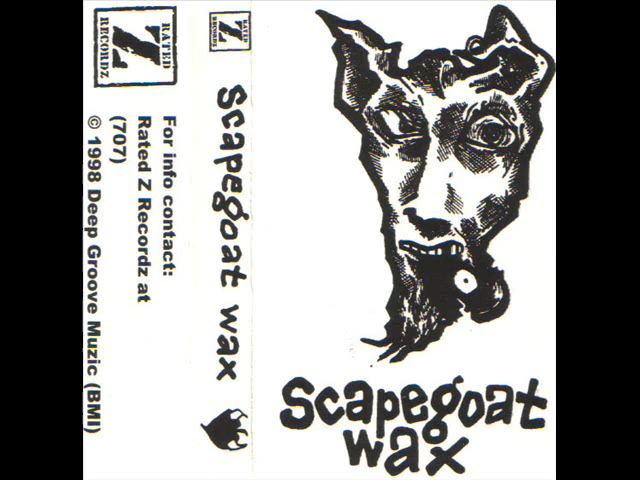 RATED
Z
RECORDZ
For info contact:
Rated Z Recordz at
(707)
© 1998 Deep Groove Muzic (BMI)
RATED
Z
RECORDZ
Scapegoat wax
Scapegoat
wax